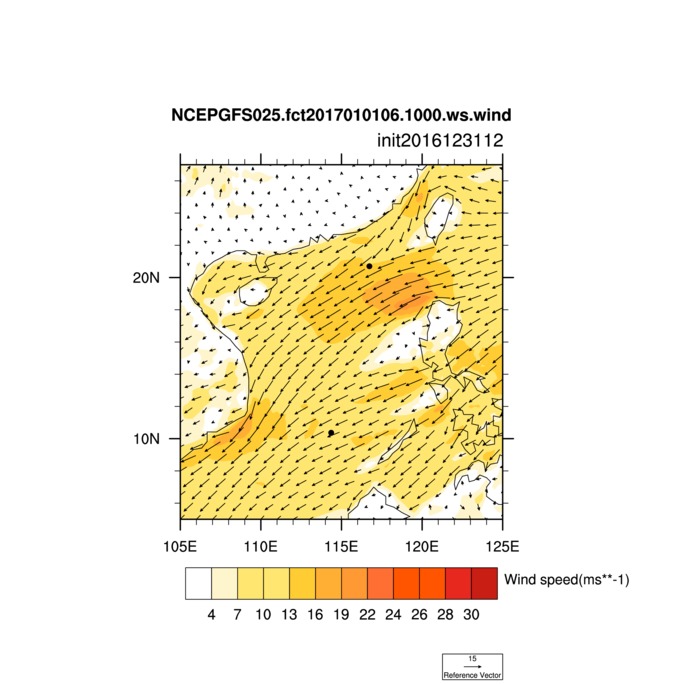 NCEPGFS025.fct2017010106.1000.ws.wind
init2016123112
20N
10N
105E 110E 115E 120E 125E
4 7 10 13 16 19 22 24 26 28 30
Wind speed(ms**-1)
15
Reference Vector